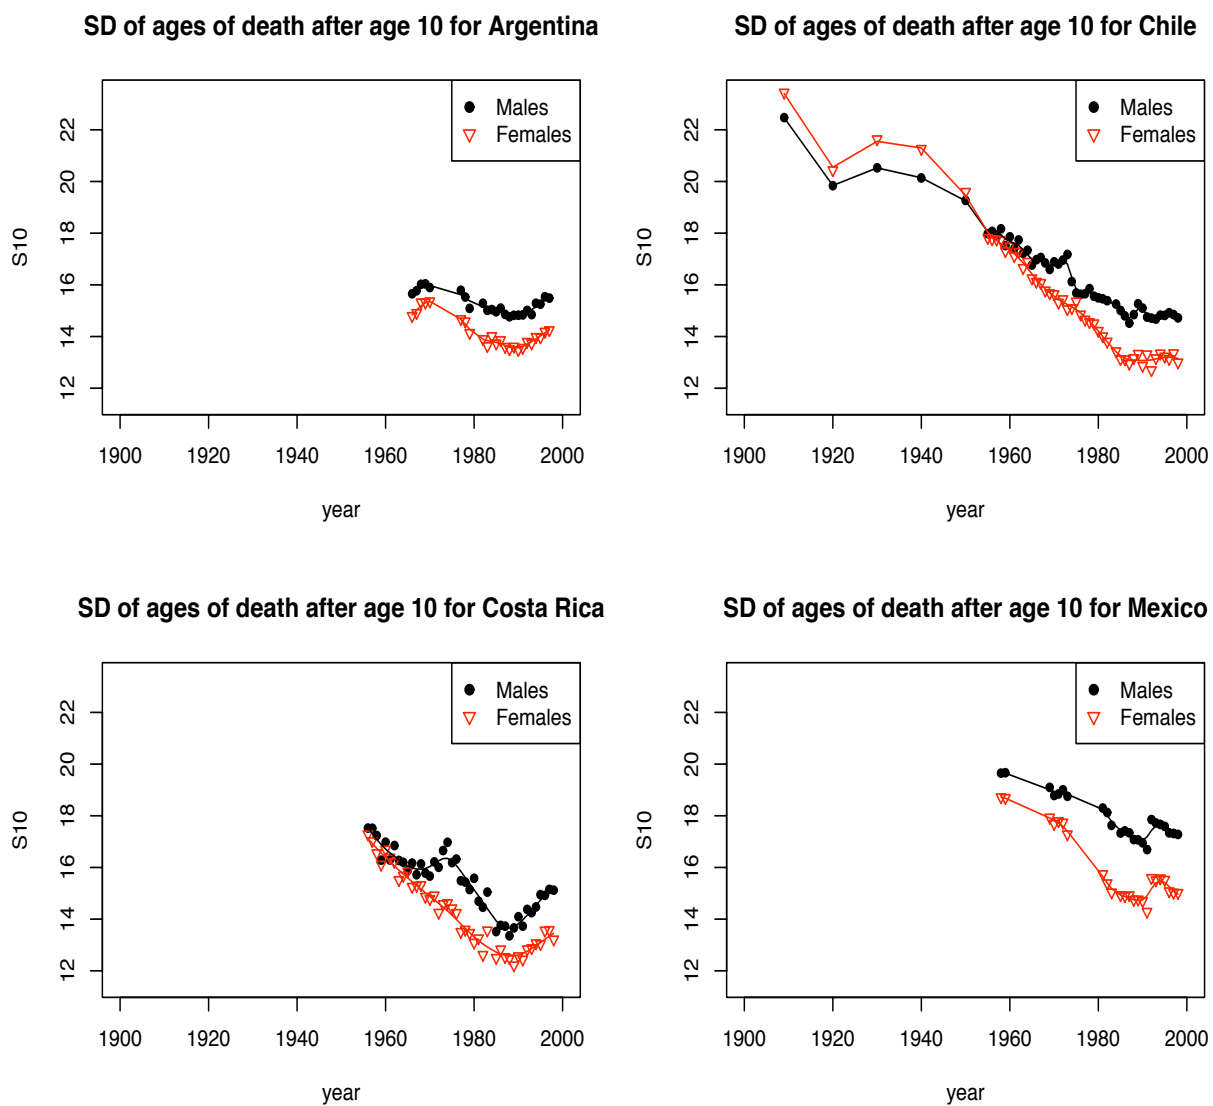 SD of ages of death after age 10 for Argentina
Males
Females
22
20
18
16
14
12
S10
1900 1920 1940 1960 1980 2000
year
SD of ages of death after age 10 for Chile
Males
Females
22
20
18
16
14
12
S10
1900 1920 1940 1960 1980 2000
year
SD of ages of death after age 10 for Costa Rica
Males
Females
22
20
18
16
14
12
S10
1900 1920 1940 1960 1980 2000
year
SD of ages of death after age 10 for Mexico
Males
Females
22
20
18
16
14
12
S10
1900 1920 1940 1960 1980 2000
year